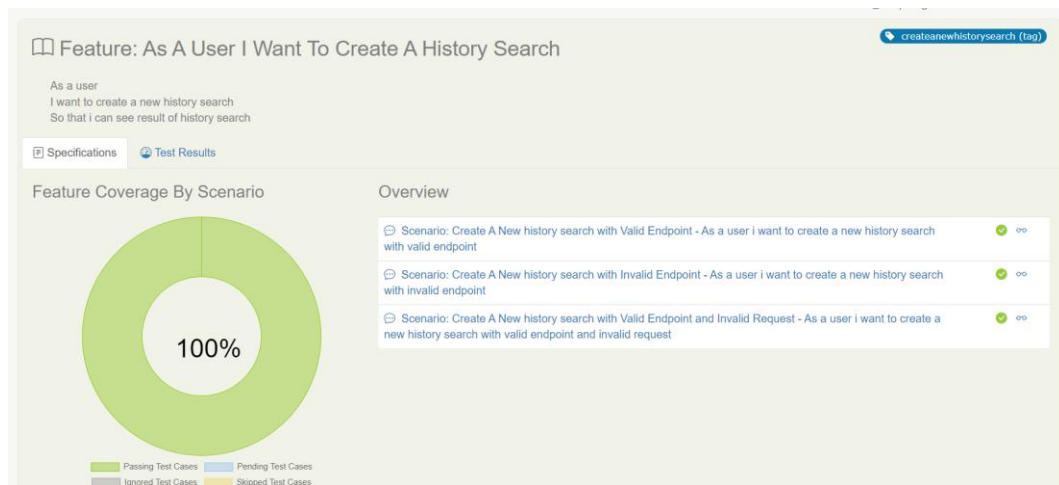 Feature: As A User I Want To Create A History Search
createanewhistorysearch (tag)
As a user
I want to create a new history search
So that i can see result of history search
Specifications
Test Results
Feature Coverage By Scenario
100%
Passing Test Cases
Pending Test Cases
Ignored Test Cases
Skipped Test Cases
Overview
Scenario: Create A New history search with Valid Endpoint - As a user i want to create a new history search
with valid endpoint
Scenario: Create A New history search with Invalid Endpoint - As a user i want to create a new history search
with invalid endpoint
Scenario: Create A New history search with Valid Endpoint and Invalid Request - As a user i want to create a
new history search with valid endpoint and invalid request